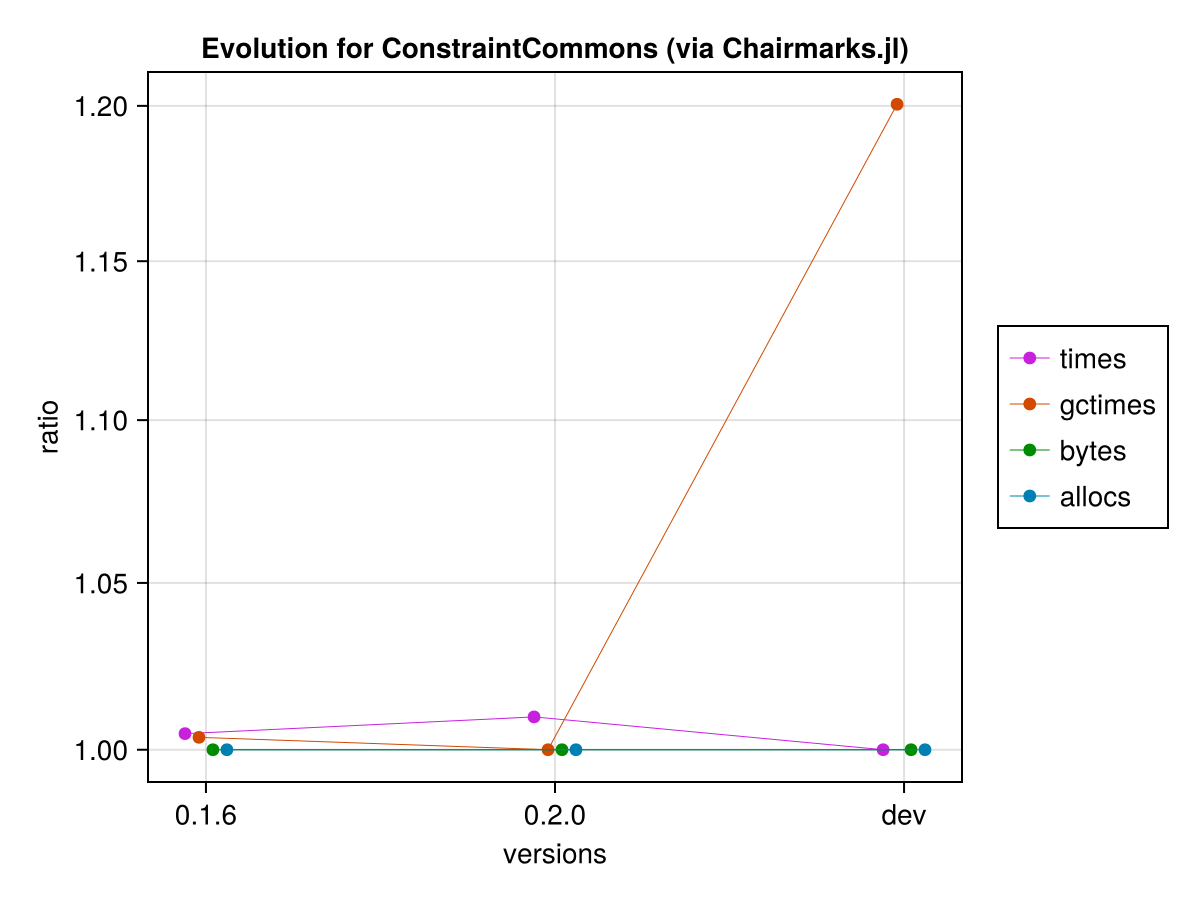 Evolution for ConstraintCommons (via Chairmarks.jl)
1.20
1.15
1.10
1.05
1.00
ratio
0.1.6
0.2.0
dev
versions
times
gctimes
bytes
allocs